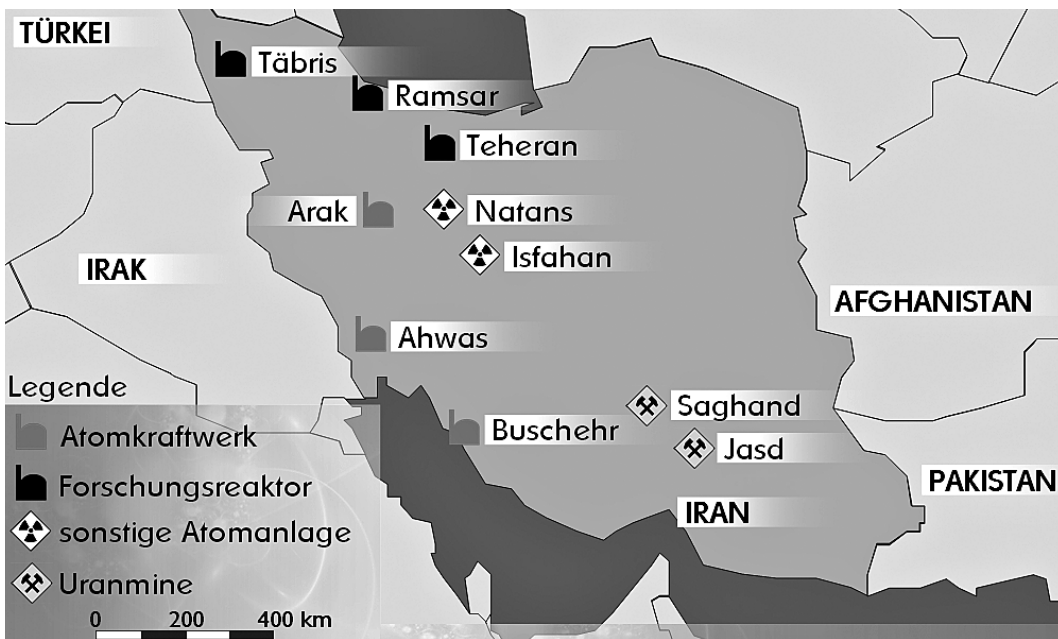 TÜRKEI
Täbris
Ramsar
Teheran
Arak
Natans
IRAK
Isfahan
AFGHANISTAN
Ahwas
Legende
Saghand
Atomkraftwerk
Buschehr
Jasd
Forschungsreaktor
PAKISTAN
IRAN
sonstige Atomanlage
Uranmine
0 200 400 km